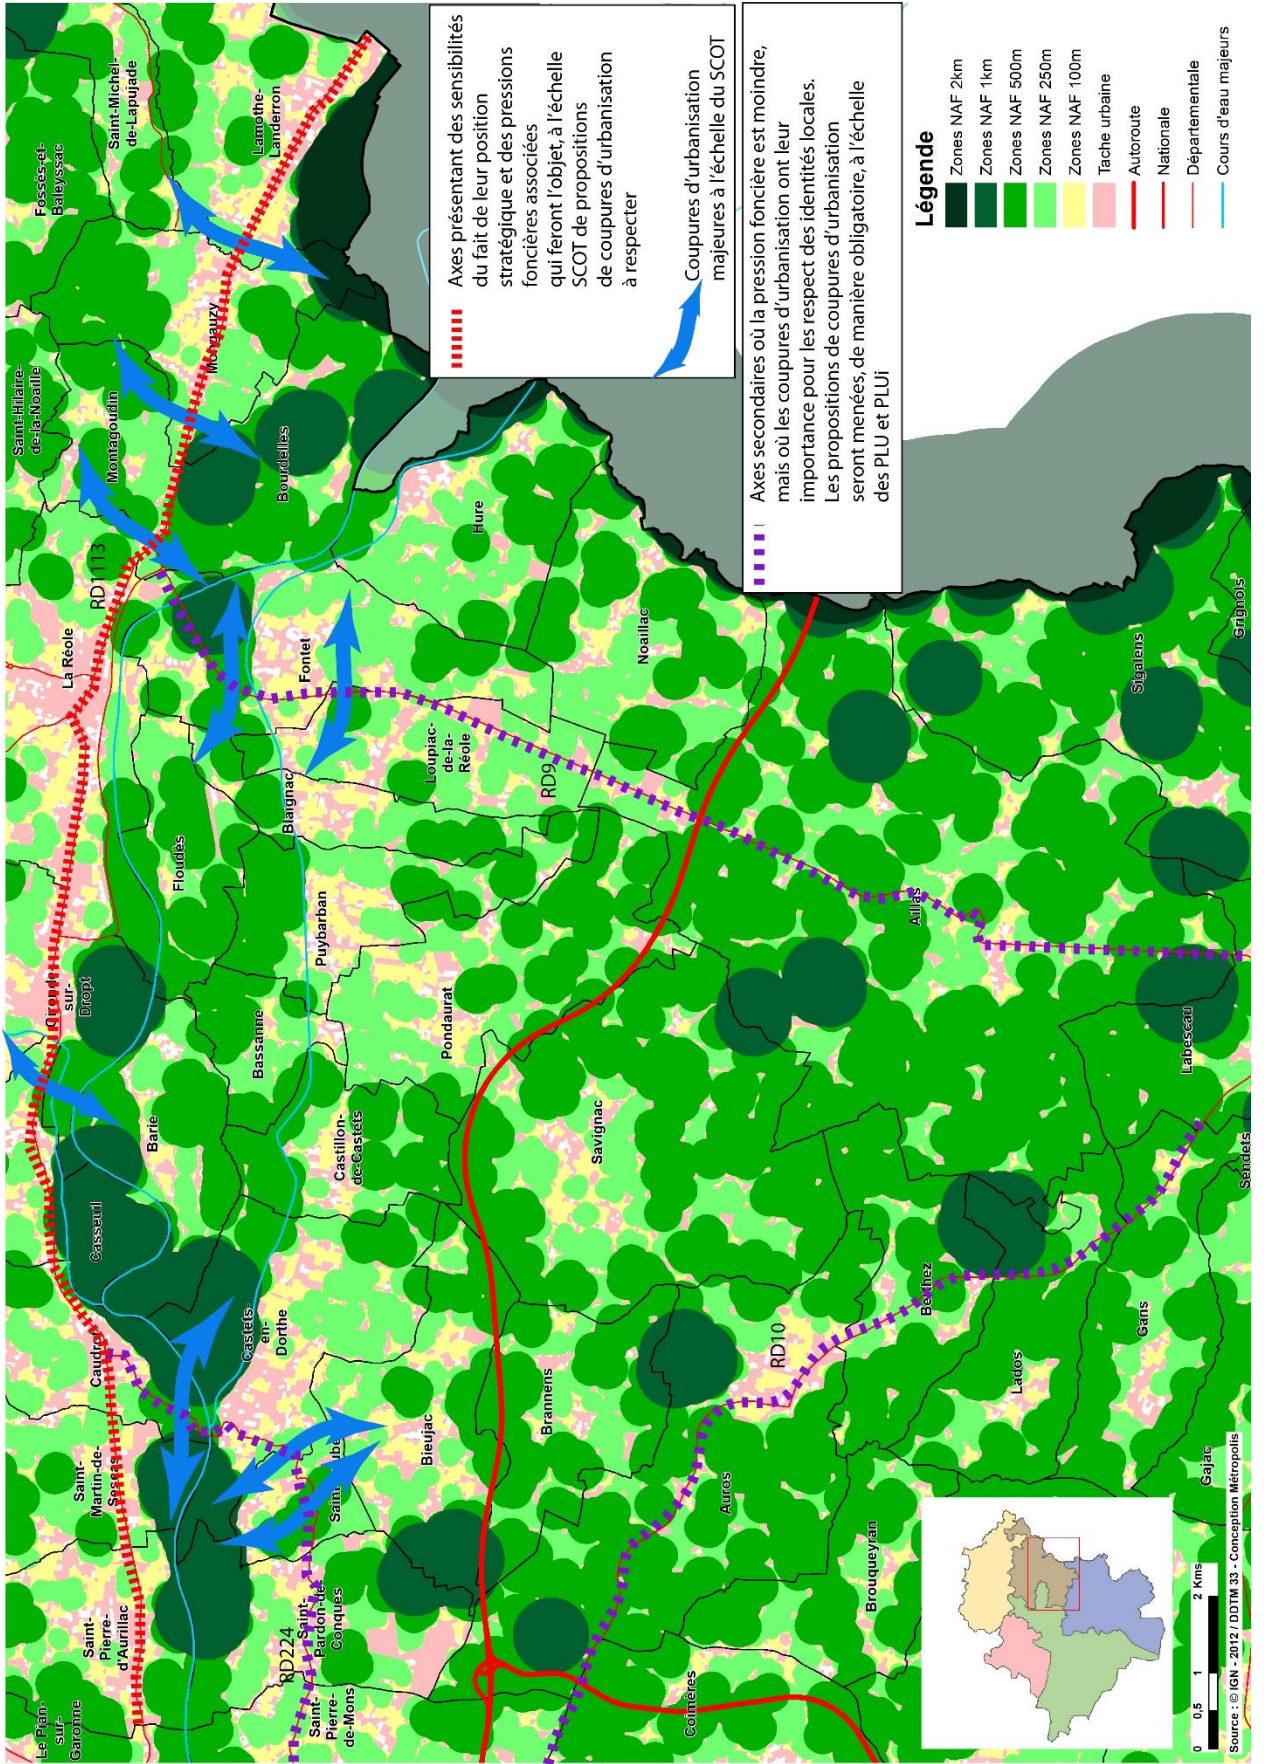 Axes présentant des sensibilités
du fait de leur position
stratégique et des pressions
foncières associées
qui feront l'objet, à l'échelle
SCOT de propositions
de coupures d'urbanisation
à respecter
Coupures d'urbanisation
majeures à l'échelle du SCOT
Axes secondaires où la pression foncière est moindre,
mais où les coupures d'urbanisation ont leur
importance pour les respect des identités locales.
Les propositions de coupures d'urbanisation
seront menées, de manière obligatoire, à l'échelle
des PLU et PLUi
Légende
Zones NAF 2km
Zones NAF 1km
Zones NAF 500m
Zones NAF 250m
Zones NAF 100m
Tache urbaine
Autoroute
Nationale
Départementale
Cours d'eau majeurs
Le Pian-
sur-
Garonne
Saint-
Pierre-
d'Aurillac
Saint-
Martin-de-
Sescas
Caudrot
Casseuil
Barie
Gironde-
sur-
Dropt
Floudès
La Réole
RD1113
Saint-Hilaire-
de-la-Noaille
Montagoudin
Bourdelles
Mongauzy
Fossès-et-
Baleyssac
Saint-Michel-
de-Lapujade
Lamothe-
Landerron
RD224
Saint-
Pierre-
de-Mons
Saint-
Pardon-de-
Conques
Castets-
en-
Dorthe
Bieujac
Castillon-
de-Castets
Bassanne
Puybarban
Pondaurat
Blaignac
Fontet
Loupiac-
de-la-
Réole
RD9
Hure
Noaillac
Coimères
Auros
Brannens
RD10
Savignac
Berthez
Aillas
Sigalens
Grignols
Labescau
Sendets
Gans
Lados
Gajac
Brouqueyran
0 0,5 1 2 Kms
Source : © IGN - 2012 / DDTM 33 - Conception Métropolis